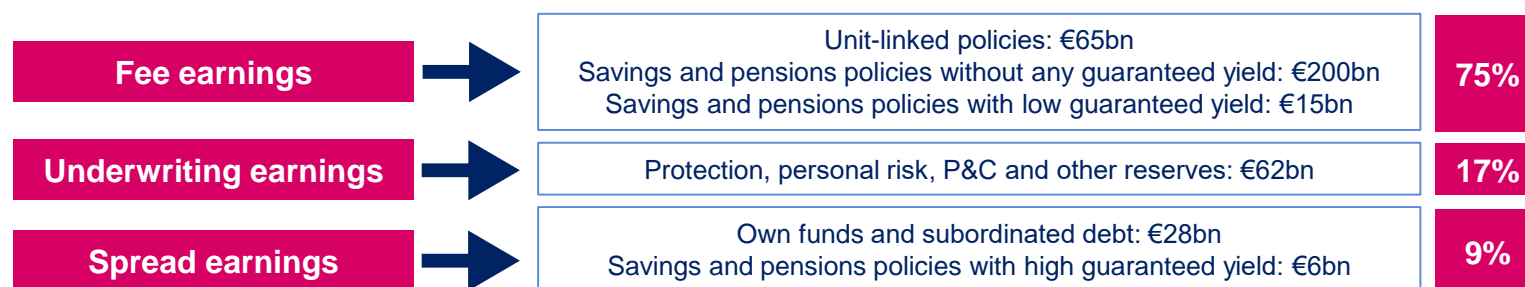 Fee earnings
Unit-linked policies: €65bn
Savings and pensions policies without any guaranteed yield: €200bn
Savings and pensions policies with low guaranteed yield: €15bn
75%
Underwriting earnings
Protection, personal risk, P&C and other reserves: €62bn
17%
Spread earnings
Own funds and subordinated debt: €28bn
Savings and pensions policies with high guaranteed yield: €6bn
9%